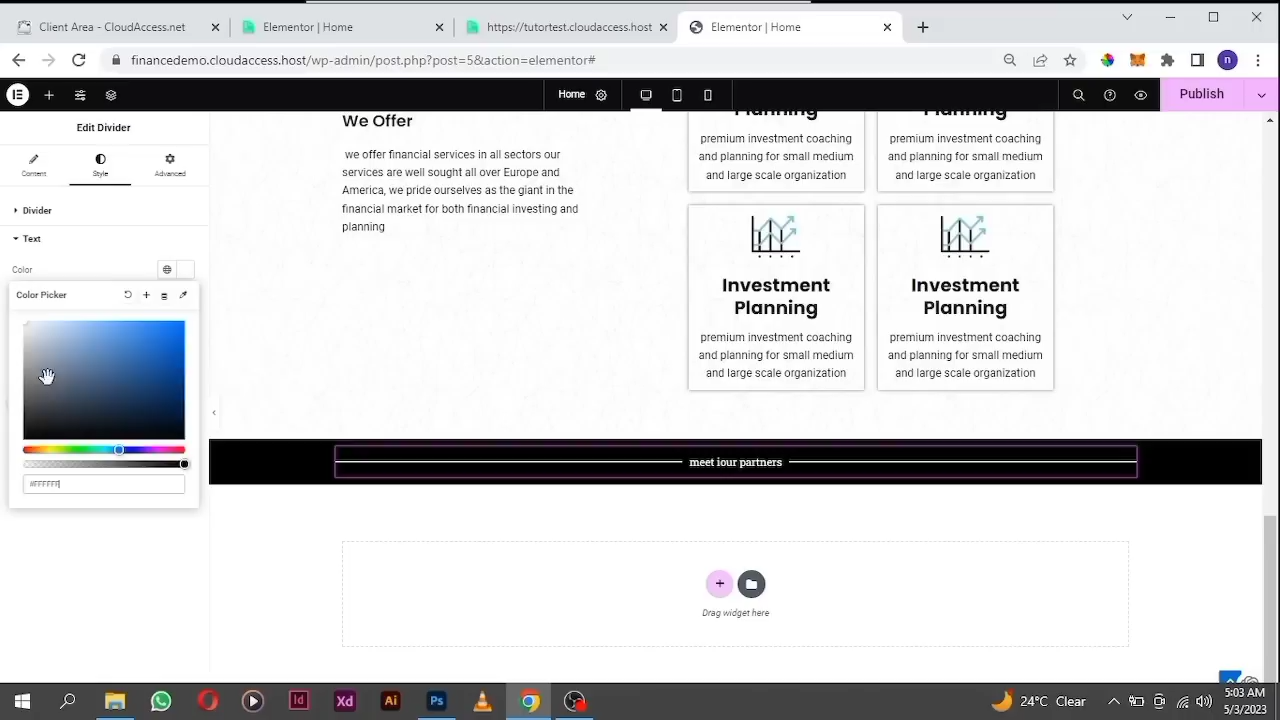 Client Area - CloudAccess.net
Elementor | Home
https://tutortest.cloudaccess.host
Elementor | Home
financedemo.cloudaccess.host/wp-admin/post.php?post=5&action=elementor#
n
Home
Publish
Edit Divider
Content
Style
Advanced
Divider
Text
Color
Color Picker
#FFFFFF
We Offer
we offer financial services in all sectors our
services are well sought all over Europe and
America, we pride ourselves as the giant in the
financial market for both financial investing and
planning
Planning
premium investment coaching
and planning for small medium
and large scale organization
Planning
premium investment coaching
and planning for small medium
and large scale organization
Investment
Planning
premium investment coaching
and planning for small medium
and large scale organization
Investment
Planning
premium investment coaching
and planning for small medium
and large scale organization
meet iour partners
Drag widget here
Id
Xd
Ai
Ps
24°C Clear
5:03 AM
5/3/2023